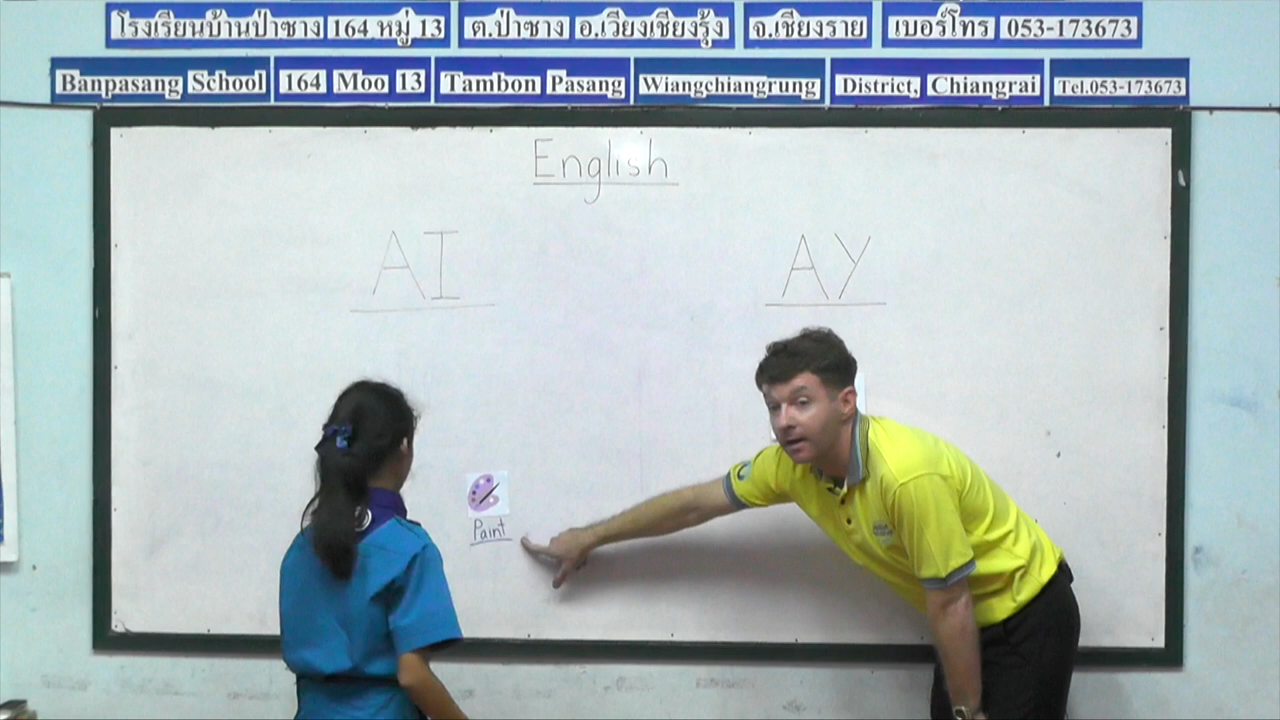 โรงเรียนบ้านป่าซาง 164 หมู่ 13 ต.ป่าซาง อ.เวียงเชียงรุ้ง จ.เชียงราย เบอร์โทร 053-173673
Banpasang School 164 Moo 13 Tambon Pasang Wiangchiangrung District, Chiangrai Tel.053-173673
English
AI AY
Paint